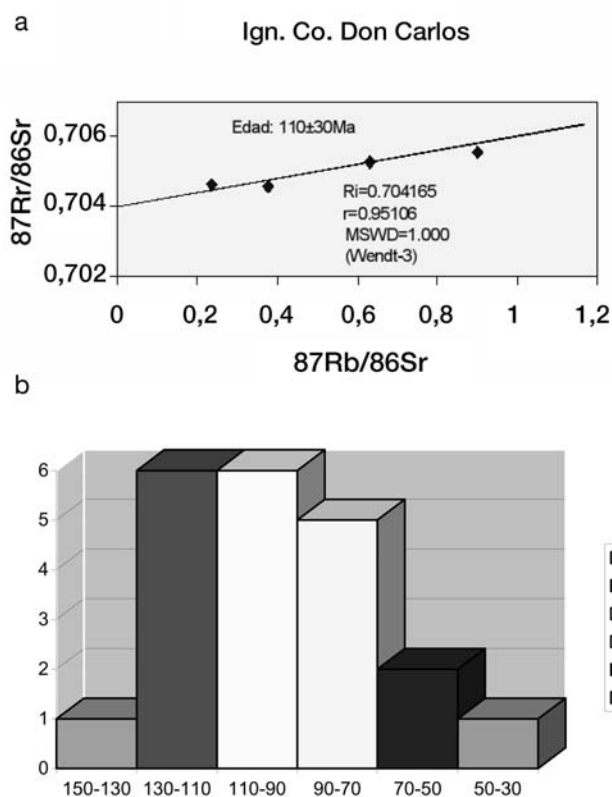 a
Ign. Co. Don Carlos
87Rr/86Sr
0,706
0,704
0,702
Edad: 110±30Ma
Ri=0.704165
r=0.95106
MSWD=1.000
(Wendt-3)
0 0,2 0,4 0,6 0,8 1 1,2
87Rb/86Sr
b
6
5
4
3
2
1
0
150-130 130-110 110-90 90-70 70-50 50-30